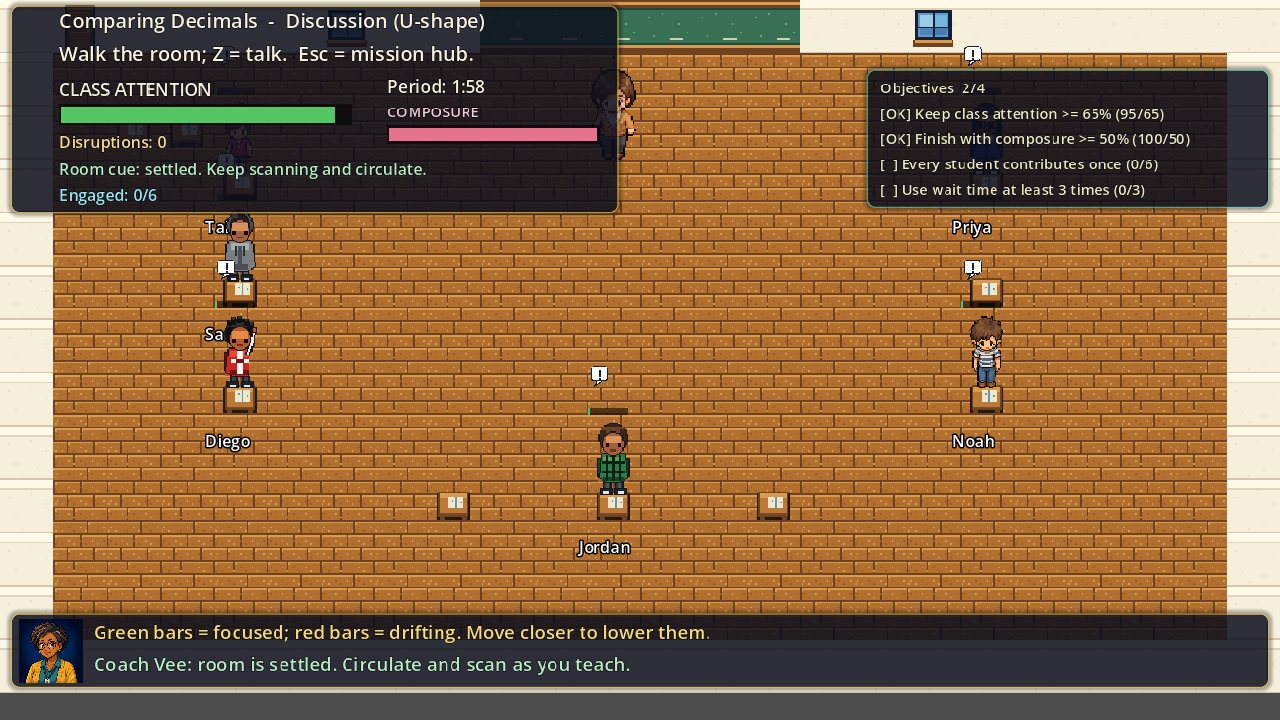 Comparing Decimals - Discussion (U-shape)
Walk the room; Z = talk. Esc = mission hub.
CLASS ATTENTION
Period: 1:58
COMPOSURE
Disruptions: 0
Room cue: settled. Keep scanning and circulate.
Engaged: 0/6
Objectives 2/4
[OK] Keep class attention >= 65% (95/65)
[OK] Finish with composure >= 50% (100/50)
[ ] Every student contributes once (0/6)
[ ] Use wait time at least 3 times (0/3)
Priya
Diego
Noah
Jordan
Green bars = focused; red bars = drifting. Move closer to lower them.
Coach Vee: room is settled. Circulate and scan as you teach.